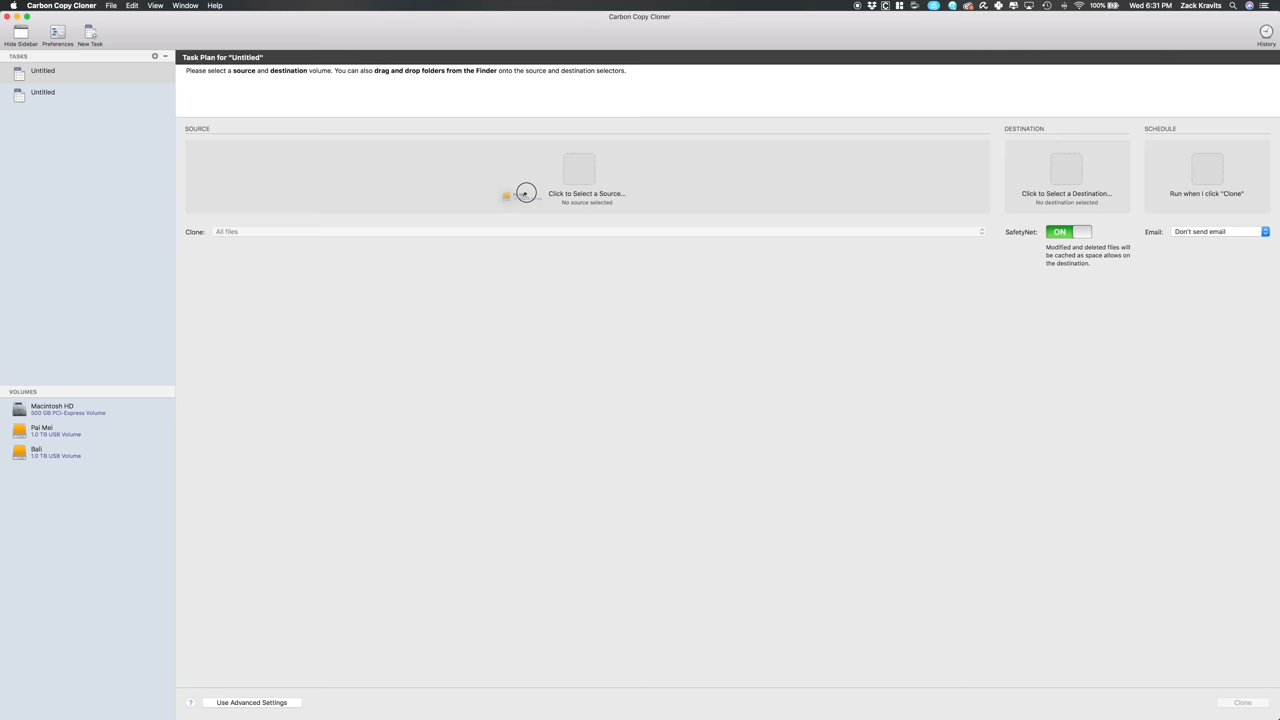 Carbon Copy Cloner File Edit View Window Help 100% Wed 6:31 PM Zack Kravits
Carbon Copy Cloner
Hide Sidebar Preferences New Task History
TASKS
Untitled
Untitled
Task Plan for "Untitled"
Please select a source and destination volume. You can also drag and drop folders from the Finder onto the source and destination selectors.
SOURCE DESTINATION SCHEDULE
Click to Select a Source... Click to Select a Destination... Run when I click "Clone"
No source selected No destination selected
Clone: All files SafetyNet: ON Email: Don't send email
Modified and deleted files will
be cached as space allows on
the destination.
VOLUMES
Macintosh HD
500 GB PCI-Express Volume
Pai Mei
1.0 TB USB Volume
Bali
1.0 TB USB Volume
? Use Advanced Settings Clone